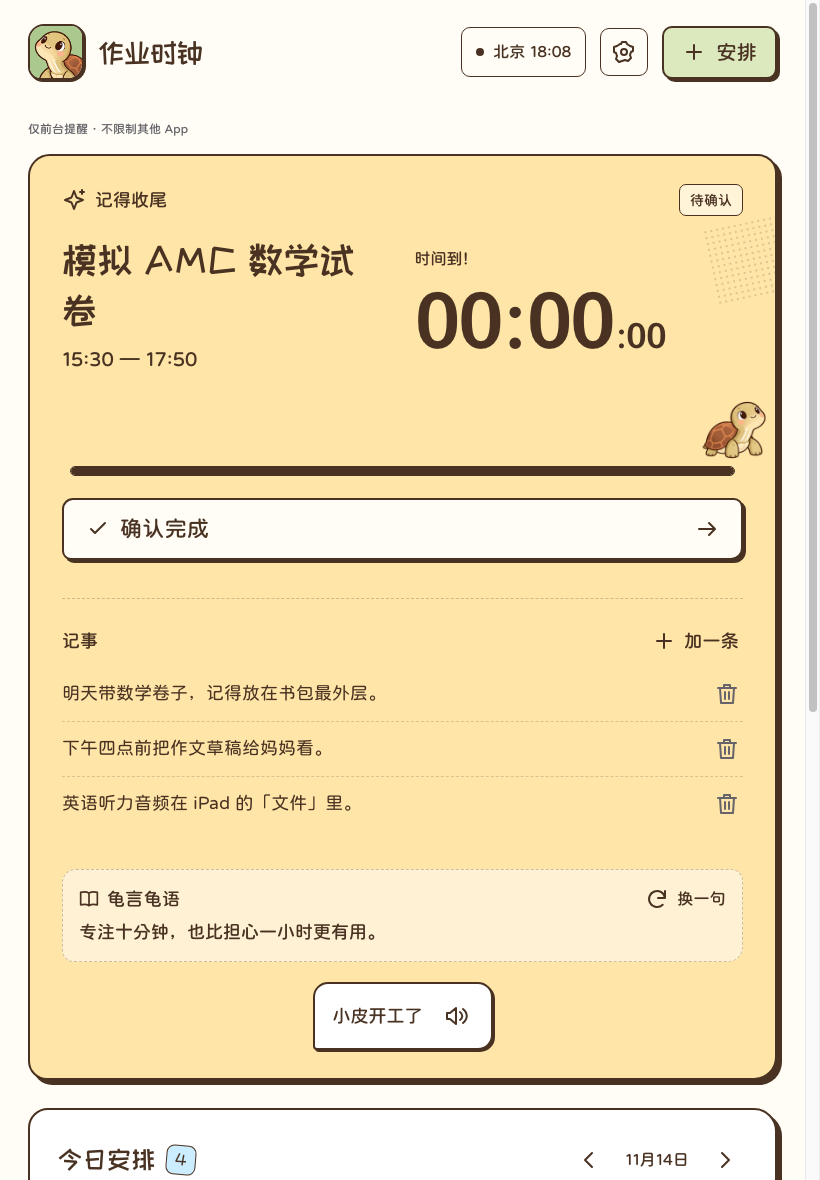 作业时钟
北京 18:08
安排
仅前台提醒 · 不限制其他 App
记得收尾
待确认
模拟 AMC 数学试
卷
15:30 — 17:50
时间到!
00:00:00
确认完成
记事
加一条
明天带数学卷子，记得放在书包最外层。
下午四点前把作文草稿给妈妈看。
英语听力音频在 iPad 的「文件」里。
龟言龟语
换一句
专注十分钟，也比担心一小时更有用。
小皮开工了
今日安排 4
11月14日